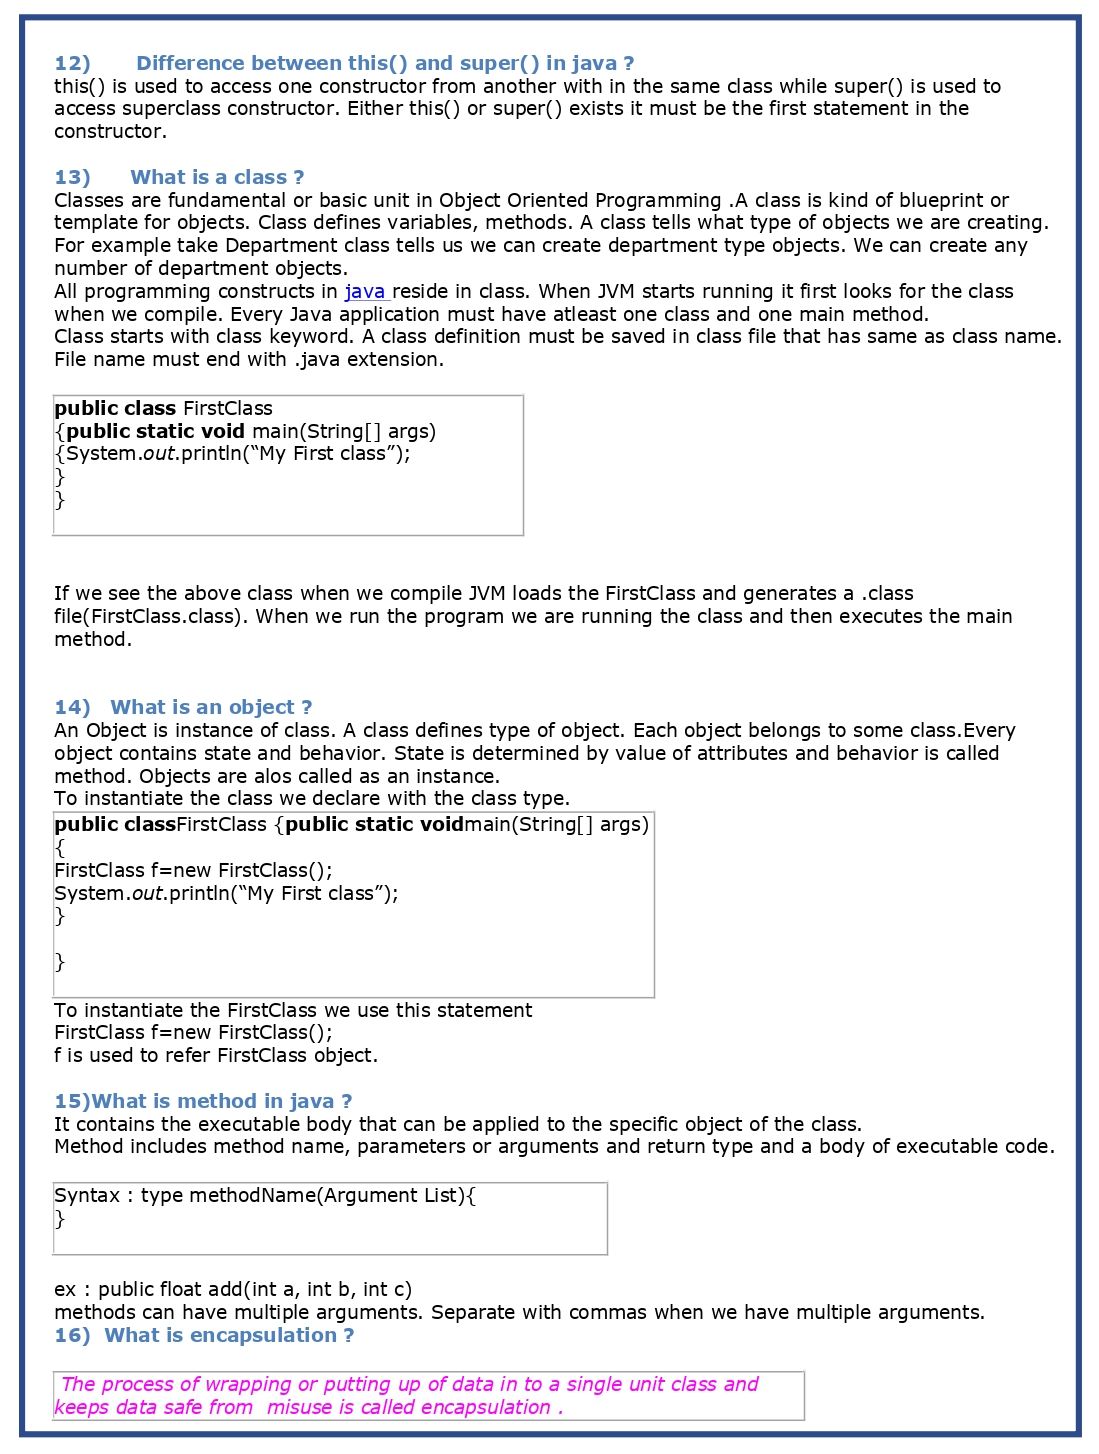 12) Difference between this() and super() in java ?
this() is used to access one constructor from another with in the same class while super() is used to
access superclass constructor. Either this() or super() exists it must be the first statement in the
constructor.
13) What is a class ?
Classes are fundamental or basic unit in Object Oriented Programming .A class is kind of blueprint or
template for objects. Class defines variables, methods. A class tells what type of objects we are creating.
For example take Department class tells us we can create department type objects. We can create any
number of department objects.
All programming constructs in java reside in class. When JVM starts running it first looks for the class
when we compile. Every Java application must have atleast one class and one main method.
Class starts with class keyword. A class definition must be saved in class file that has same as class name.
File name must end with .java extension.
public class FirstClass
{public static void main(String[] args)
{System.out.println(“My First class”);
}
}
If we see the above class when we compile JVM loads the FirstClass and generates a .class
file(FirstClass.class). When we run the program we are running the class and then executes the main
method.
14) What is an object ?
An Object is instance of class. A class defines type of object. Each object belongs to some class.Every
object contains state and behavior. State is determined by value of attributes and behavior is called
method. Objects are alos called as an instance.
To instantiate the class we declare with the class type.
public classFirstClass {public static voidmain(String[] args)
{
FirstClass f=new FirstClass();
System.out.println(“My First class”);
}
}
To instantiate the FirstClass we use this statement
FirstClass f=new FirstClass();
f is used to refer FirstClass object.
15)What is method in java ?
It contains the executable body that can be applied to the specific object of the class.
Method includes method name, parameters or arguments and return type and a body of executable code.
Syntax : type methodName(Argument List){
}
ex : public float add(int a, int b, int c)
methods can have multiple arguments. Separate with commas when we have multiple arguments.
16) What is encapsulation ?
The process of wrapping or putting up of data in to a single unit class and
keeps data safe from misuse is called encapsulation .